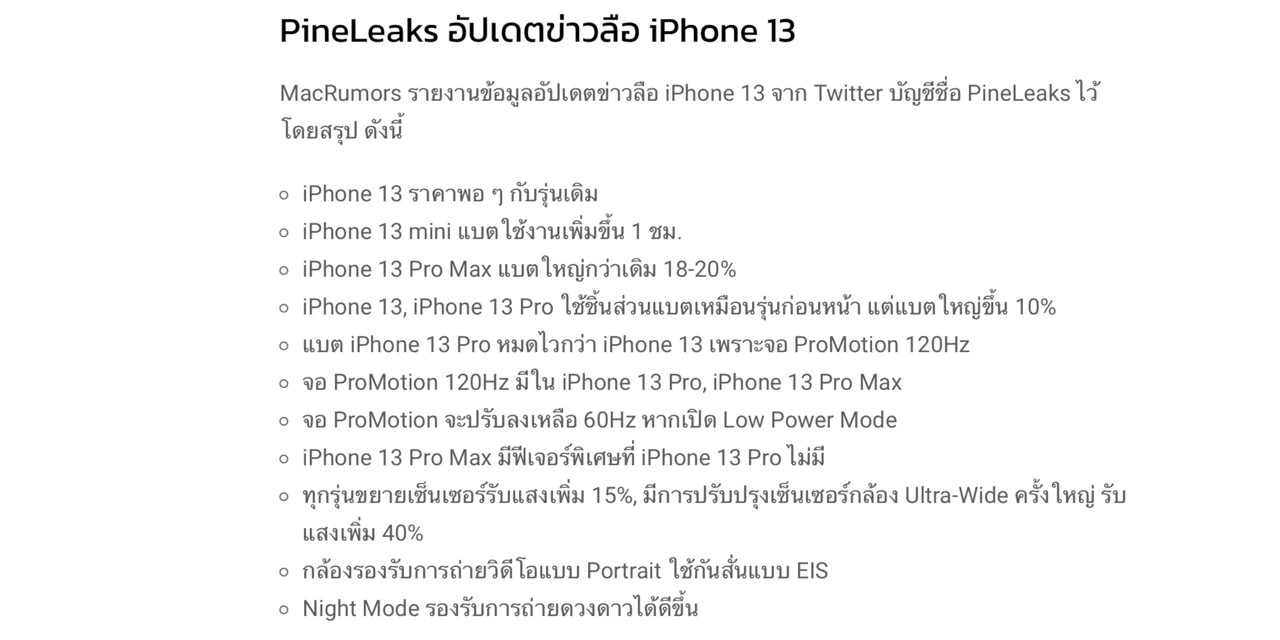 PineLeaks อัปเดตข่าวลือ iPhone 13
MacRumors รายงานข้อมูลอัปเดตข่าวลือ iPhone 13 จาก Twitter บัญชีชื่อ PineLeaks ไว้
โดยสรุป ดังนี้
iPhone 13 ราคาพอ ๆ กับรุ่นเดิม
iPhone 13 mini แบตใช้งานเพิ่มขึ้น 1 ชม.
iPhone 13 Pro Max แบตใหญ่กว่าเดิม 18-20%
iPhone 13, iPhone 13 Pro ใช้ชิ้นส่วนแบตเหมือนรุ่นก่อนหน้า แต่แบตใหญ่ขึ้น 10%
แบต iPhone 13 Pro หมดไวกว่า iPhone 13 เพราะจอ ProMotion 120Hz
จอ ProMotion 120Hz มีใน iPhone 13 Pro, iPhone 13 Pro Max
จอ ProMotion จะปรับลงเหลือ 60Hz หากเปิด Low Power Mode
iPhone 13 Pro Max มีฟีเจอร์พิเศษที่ iPhone 13 Pro ไม่มี
ทุกรุ่นขยายเซ็นเซอร์รับแสงเพิ่ม 15%, มีการปรับปรุงเซ็นเซอร์กล้อง Ultra-Wide ครั้งใหญ่ รับ
แสงเพิ่ม 40%
กล้องรองรับการถ่ายวิดีโอแบบ Portrait ใช้กันสั่นแบบ EIS
Night Mode รองรับการถ่ายดวงดาวได้ดีขึ้น